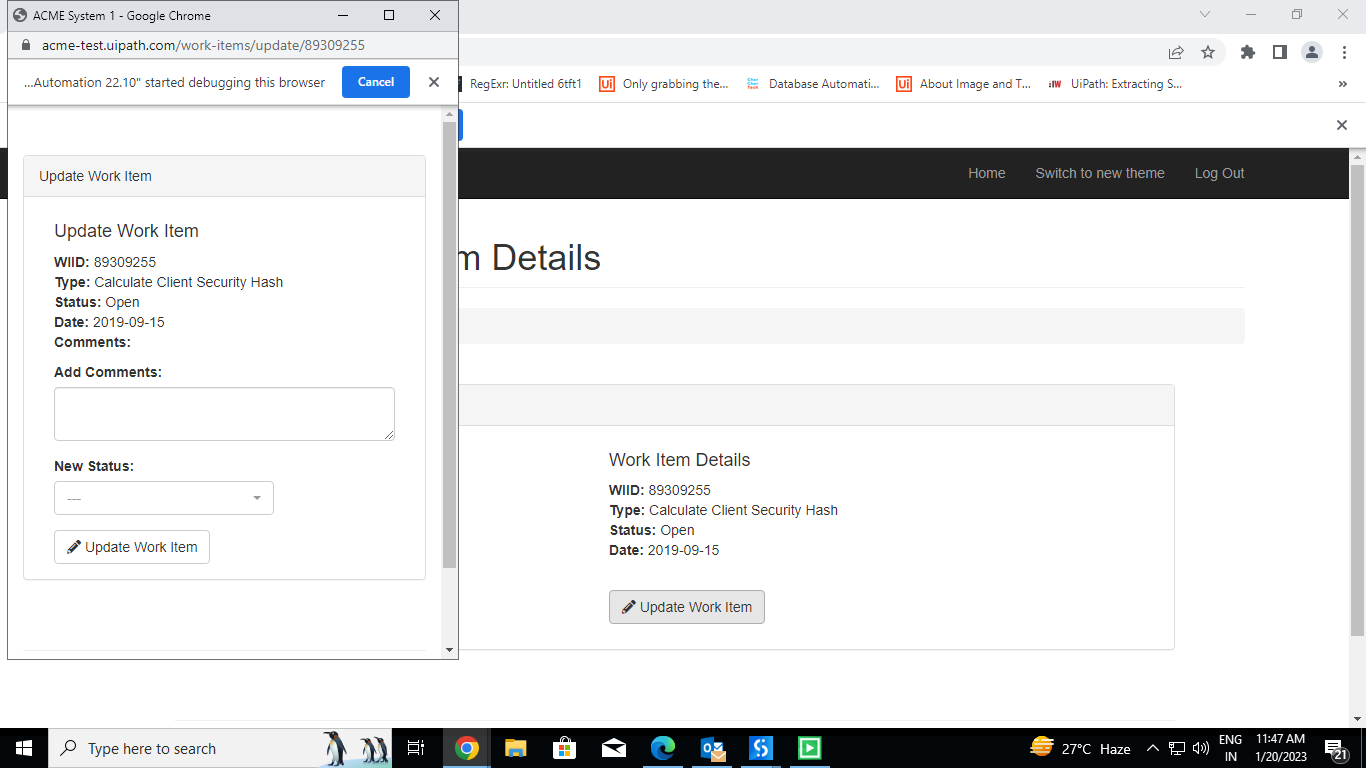 ACME System 1 - Google Chrome
acme-test.uipath.com/work-items/update/89309255
...Automation 22.10" started debugging this browser
Cancel
RegExr: Untitled 6tft1
Only grabbing the...
Database Automati...
About Image and T...
UiPath: Extracting S...
»
Home
Switch to new theme
Log Out
m Details
Update Work Item
Update Work Item
WIID: 89309255
Type: Calculate Client Security Hash
Status: Open
Date: 2019-09-15
Comments:
Add Comments:
New Status:
---
Update Work Item
Work Item Details
WIID: 89309255
Type: Calculate Client Security Hash
Status: Open
Date: 2019-09-15
Update Work Item
Type here to search
27°C Haze
ENG
IN
11:47 AM
1/20/2023
21